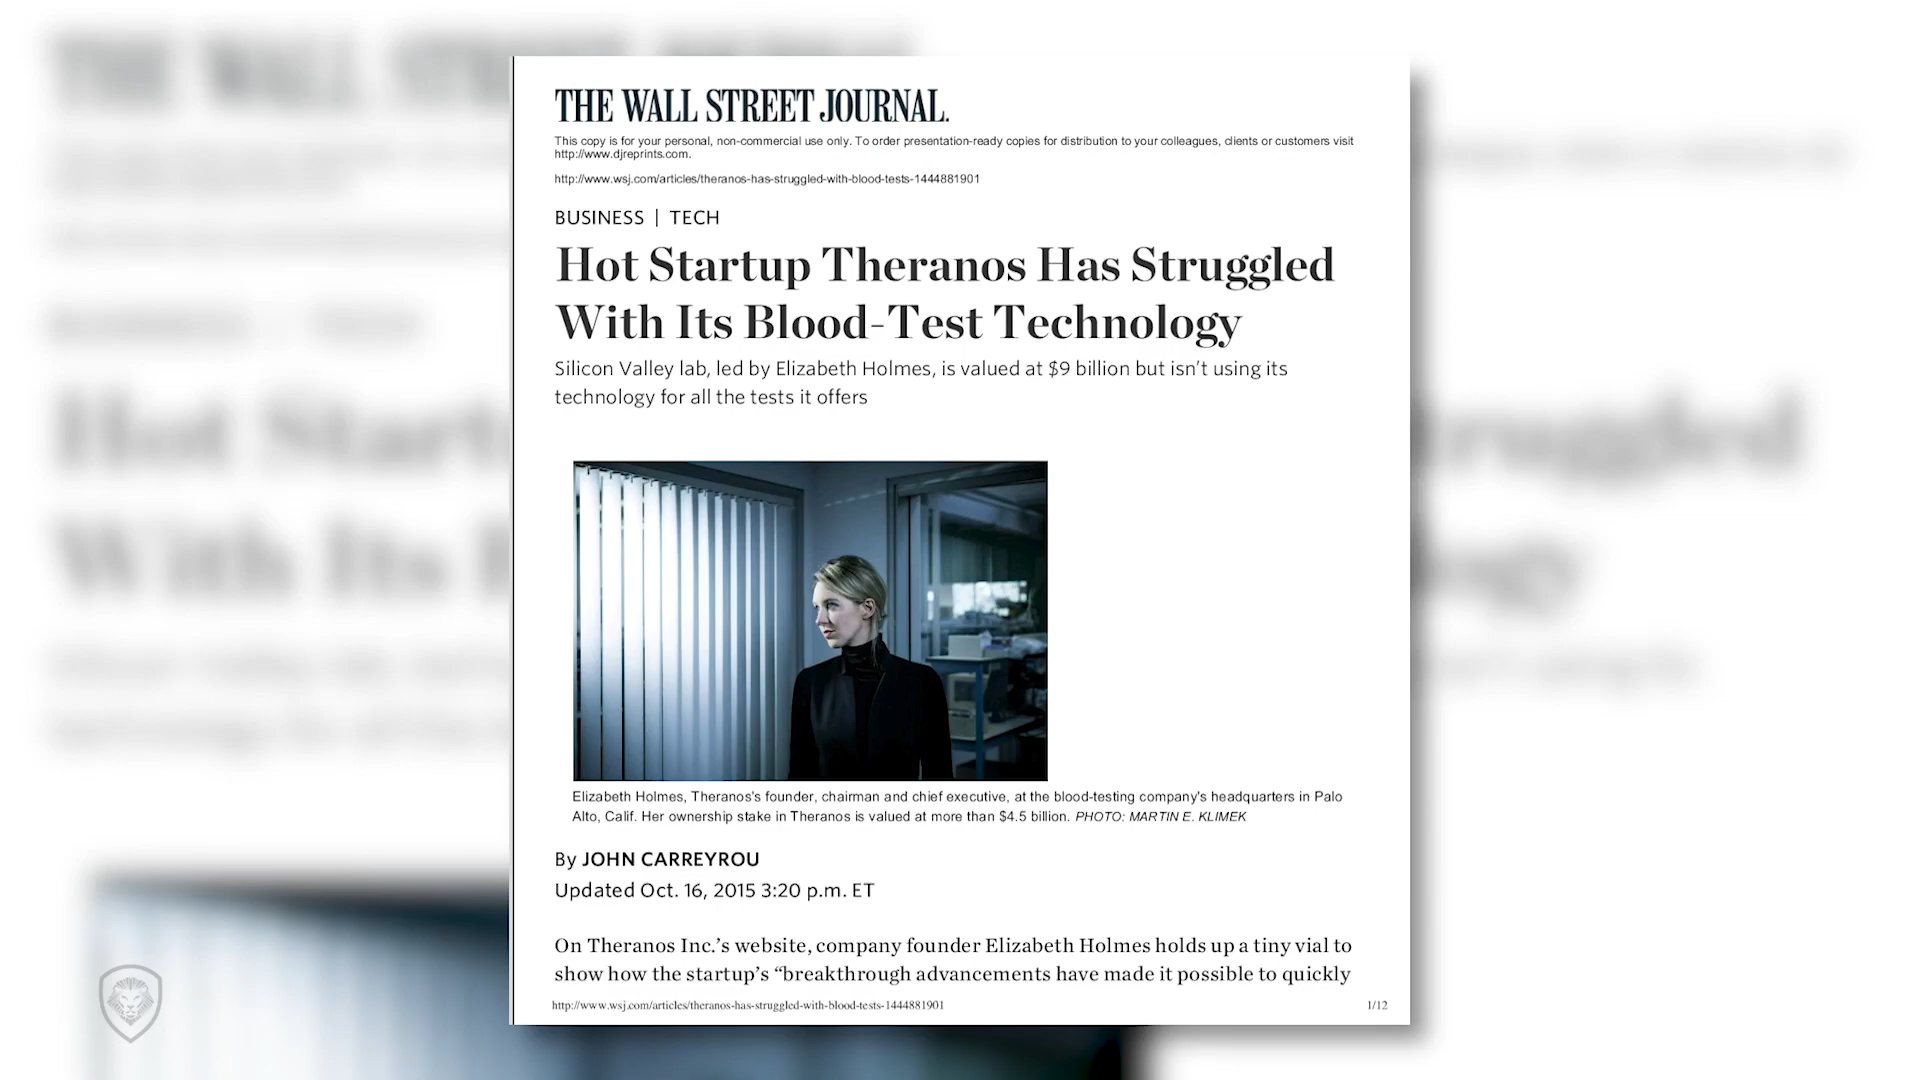 THE WALL STREET JOURNAL.
This copy is for your personal, non-commercial use only. To order presentation-ready copies for distribution to your colleagues, clients or customers visit
http://www.djreprints.com.
http://www.wsj.com/articles/theranos-has-struggled-with-blood-tests-1444881901
BUSINESS | TECH
Hot Startup Theranos Has Struggled
With Its Blood-Test Technology
Silicon Valley lab, led by Elizabeth Holmes, is valued at $9 billion but isn’t using its
technology for all the tests it offers
Elizabeth Holmes, Theranos's founder, chairman and chief executive, at the blood-testing company's headquarters in Palo
Alto, Calif. Her ownership stake in Theranos is valued at more than $4.5 billion. PHOTO: MARTIN E. KLIMEK
By JOHN CARREYROU
Updated Oct. 16, 2015 3:20 p.m. ET
On Theranos Inc.’s website, company founder Elizabeth Holmes holds up a tiny vial to
show how the startup’s “breakthrough advancements have made it possible to quickly
http://www.wsj.com/articles/theranos-has-struggled-with-blood-tests-1444881901 1/12